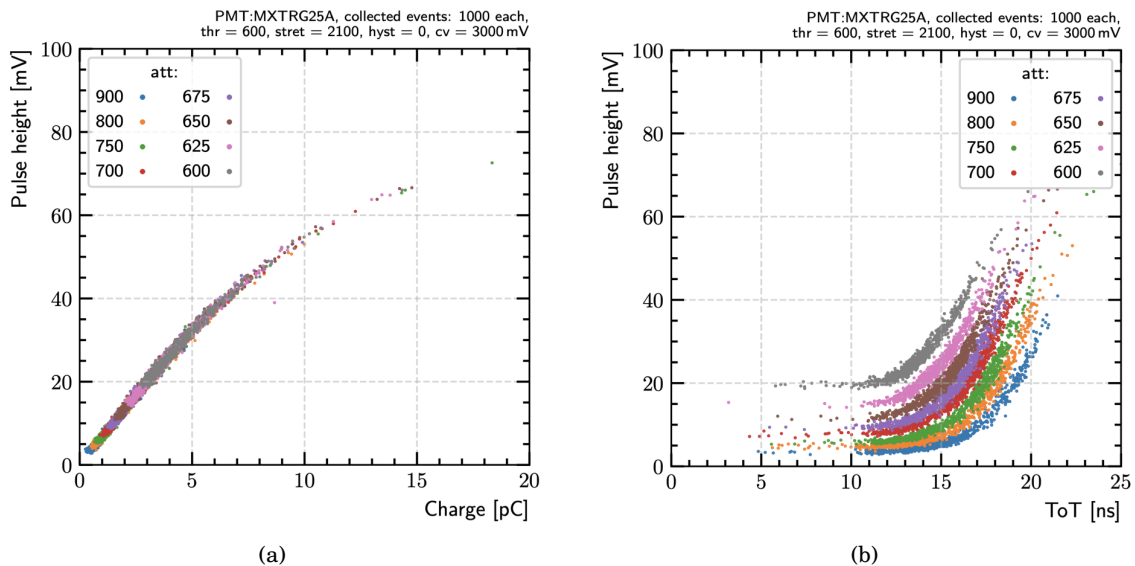 PMT:MXTRG25A, collected events: 1000 each,
thr = 600, stret = 2100, hyst = 0, cv = 3000 mV
100
80
60
40
20
0
Pulse height [mV]
att:
900 675
800 650
750 625
700 600
0 5 10 15 20
Charge [pC]
(a)
PMT:MXTRG25A, collected events: 1000 each,
thr = 600, stret = 2100, hyst = 0, cv = 3000 mV
100
80
60
40
20
0
Pulse height [mV]
att:
900 675
800 650
750 625
700 600
0 5 10 15 20 25
ToT [ns]
(b)